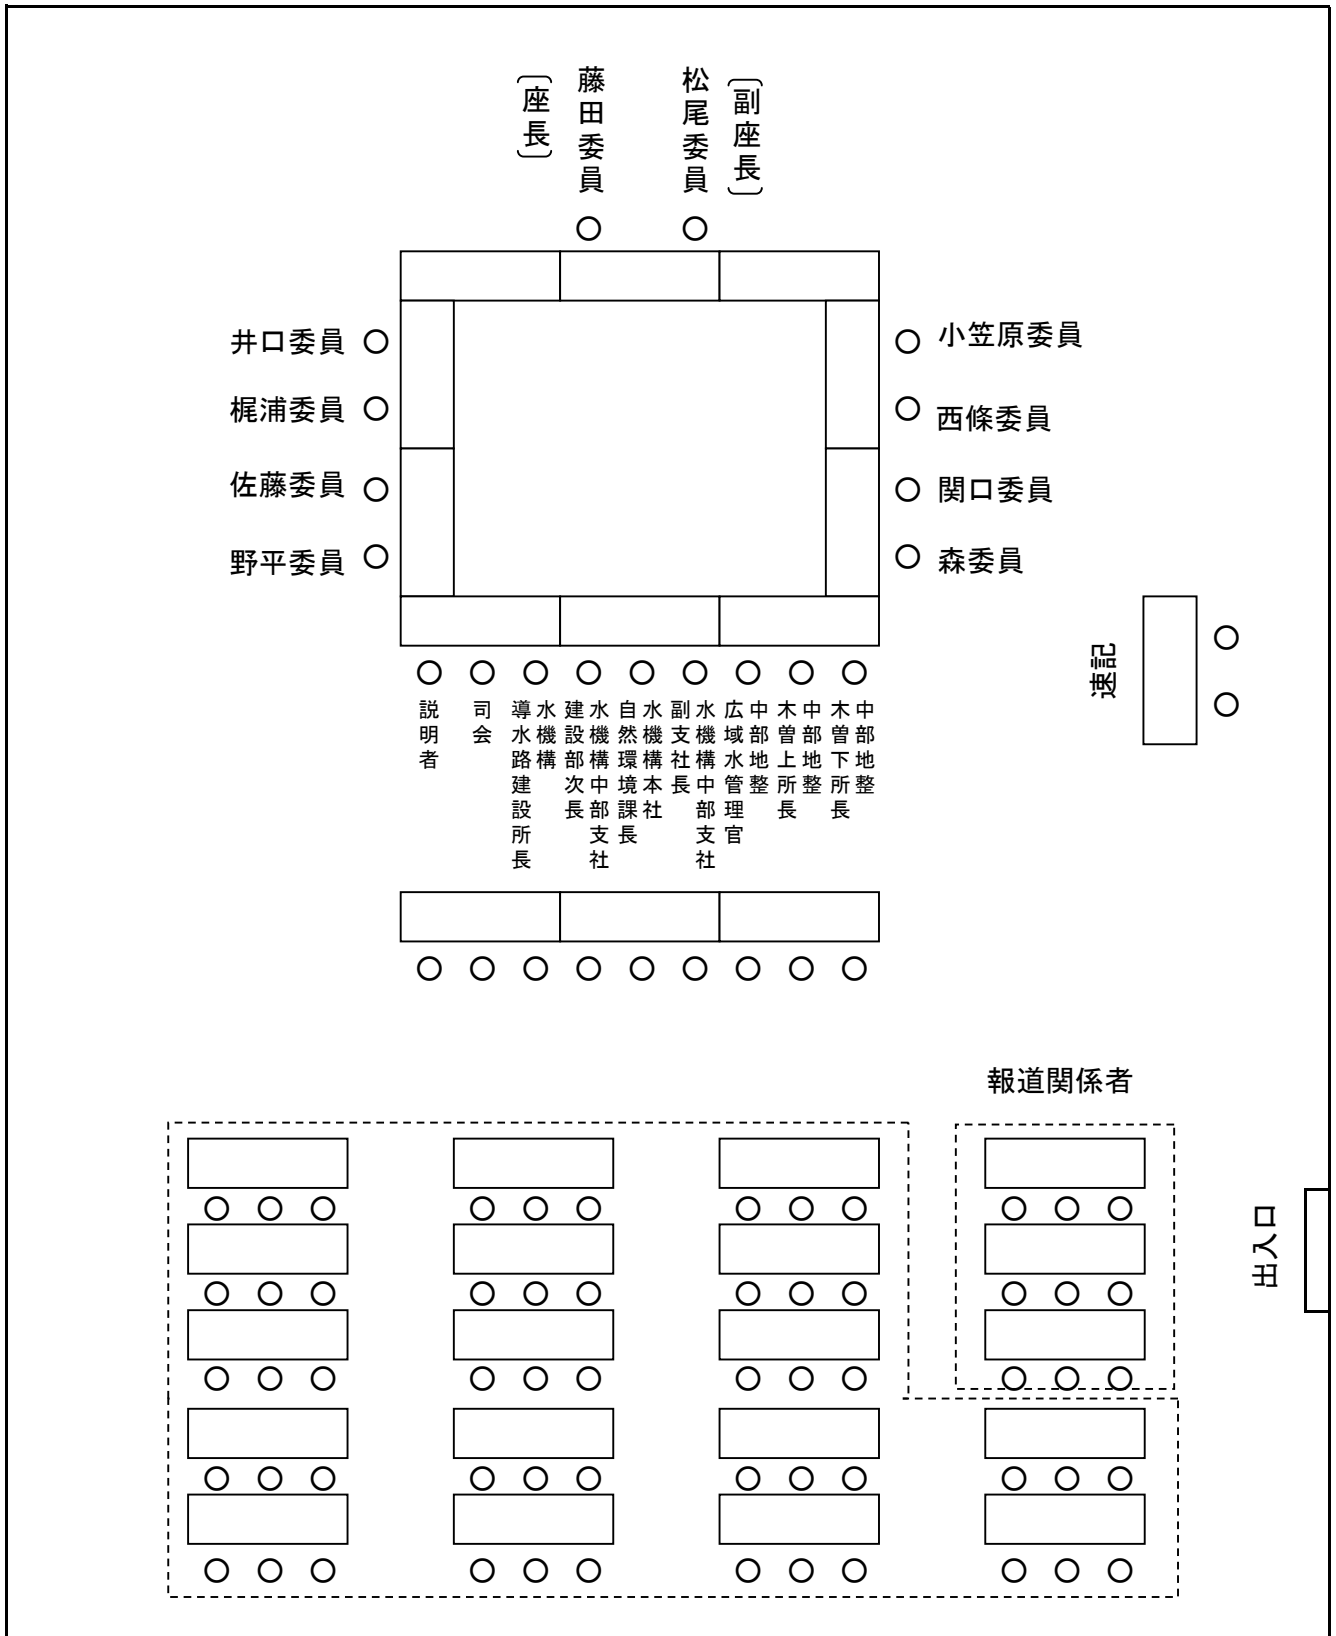 〔副座長〕
松尾委員
藤田委員
〔座長〕
井口委員
小笠原委員
梶浦委員
西條委員
佐藤委員
関口委員
野平委員
森委員
速記
中部地整
木曽下所長
中部地整
木曽上所長
中部地整
広域水管理官
水機構中部支社
副支社長
水機構本社
自然環境課長
水機構中部支社
建設部次長
水機構
導水路建設所長
司会
説明者
報道関係者
出入口